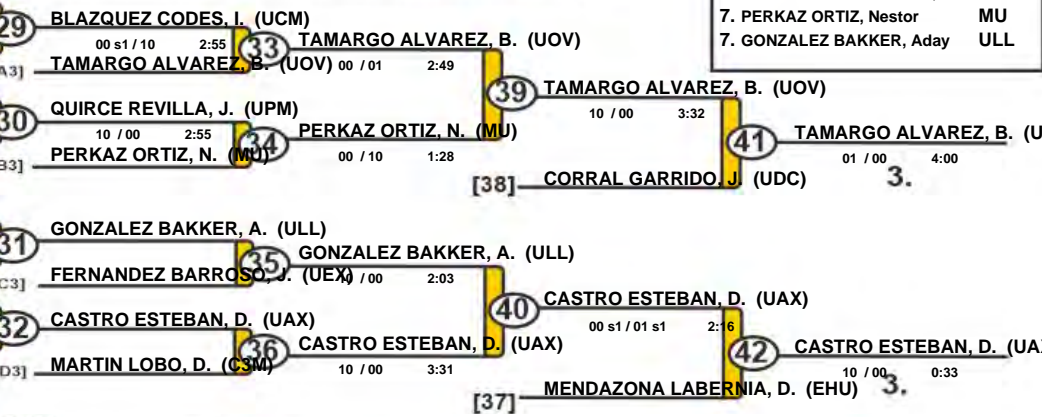 7. PERKAZ ORTIZ, Nestor MU
7. GONZALEZ BAKKER, Aday ULL
29
BLAZQUEZ CODES, I. (UCM)
00 s1 / 10 2:55
33
TAMARGO ALVAREZ, B. (UOV)
A3] TAMARGO ALVAREZ, B. (UOV)
00 / 01 2:49
39
TAMARGO ALVAREZ, B. (UOV)
30
QUIRCE REVILLA, J. (UPM)
10 / 00 2:55
34
PERKAZ ORTIZ, N. (MU)
B3] PERKAZ ORTIZ, N. (MU)
00 / 10 1:28
10 / 00 3:32
41
TAMARGO ALVAREZ, B. (U
01 / 00 4:00
3.
[38] CORRAL GARRIDO, J. (UDC)
31
GONZALEZ BAKKER, A. (ULL)
35
GONZALEZ BAKKER, A. (ULL)
C3] FERNANDEZ BARROSO, J. (UEX)
10 / 00 2:03
40
CASTRO ESTEBAN, D. (UAX)
32
CASTRO ESTEBAN, D. (UAX)
36
CASTRO ESTEBAN, D. (UAX)
D3] MARTIN LOBO, D. (C3M)
10 / 00 3:31
00 s1 / 01 s1 2:16
42
CASTRO ESTEBAN, D. (UAX
10 / 00 0:33
3.
[37] MENDAZONA LABERNIA, D. (EHU)